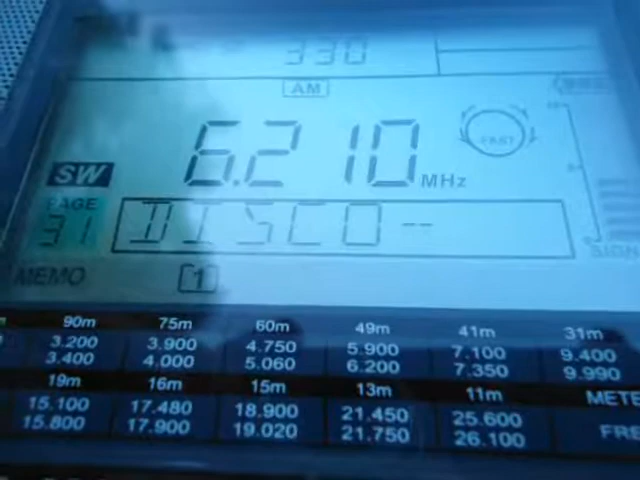 330
AM
6.210 MHz
FAST
SW
PAGE
31
DISCO--
MEMO 1
90m 75m 60m 49m 41m 31m
3.200 3.900 4.750 5.900 7.100 9.400
3.400 4.000 5.060 6.200 7.350 9.990
19m 16m 15m 13m 11m METE
15.100 17.480 18.900 21.450 25.600
15.800 17.900 19.020 21.750 26.100 FRE